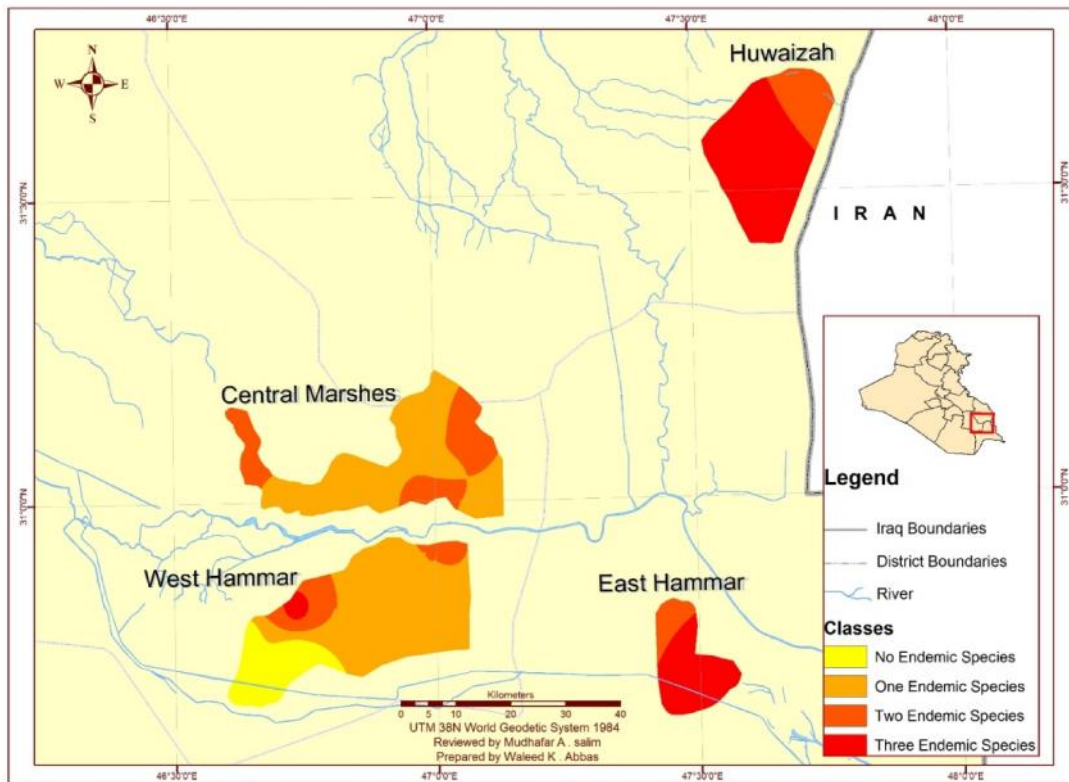 46°30'0"E
47°0'0"E
47°30'0"E
48°0'0"E
N
W E
S
Huwaizah
31°30'0"N
31°30'0"N
I R A N
Central Marshes
31°0'0"N
31°0'0"N
West Hammar
East Hammar
Legend
Iraq Boundaries
District Boundaries
River
Classes
No Endemic Species
One Endemic Species
Two Endemic Species
Three Endemic Species
Kilometers
0 5 10 20 30 40
UTM 38N World Geodetic System 1984
Reviewed by Mudhafar A . salim
Prepared by Waleed K . Abbas
46°30'0"E
47°0'0"E
47°30'0"E
48°0'0"E